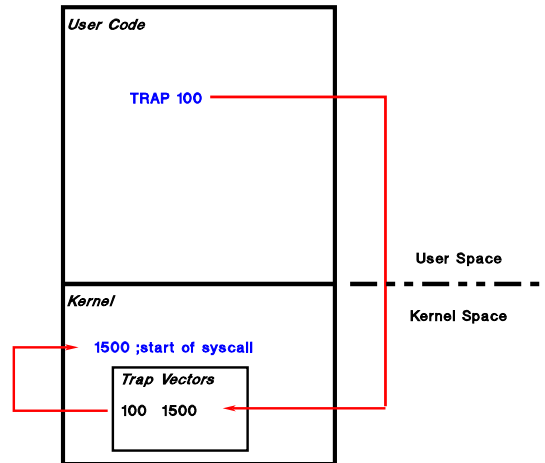 User Code
TRAP 100
User Space
Kernel Space
Kernel
1500 ;start of syscall
Trap Vectors
100 1500